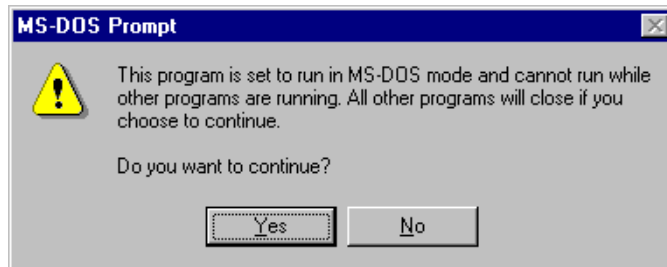 MS-DOS Prompt
This program is set to run in MS-DOS mode and cannot run while
other programs are running. All other programs will close if you
choose to continue.
Do you want to continue?
Yes
No